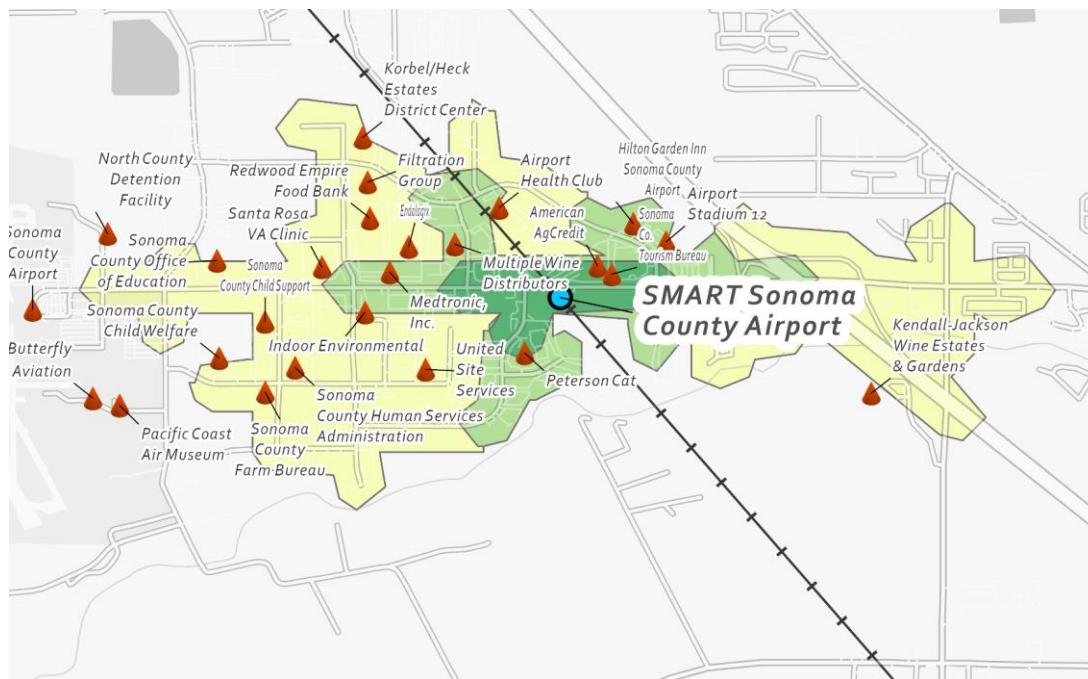 Korbel/Heck
Estates
District Center
North County
Detention
Facility
Redwood Empire
Food Bank
Filtration
Group
Airport
Health Club
Hilton Garden Inn
Sonoma County
Airport
Airport
Stadium 12
Santa Rosa
VA Clinic
American
AgCredit
Sonoma
Co.
Tourism Bureau
Sonoma
County
Airport
Sonoma
County Office
of Education
Sonoma
County Child Support
Multiple Wine
Distributors
Medtronic,
Inc.
SMART Sonoma
County Airport
Sonoma County
Child Welfare
Indoor Environmental
United
Site
Services
Peterson Cat
Kendall-Jackson
Wine Estates
& Gardens
Butterfly
Aviation
Pacific Coast
Air Museum
Sonoma
County
Farm Bureau
Sonoma
County Human Services
Administration